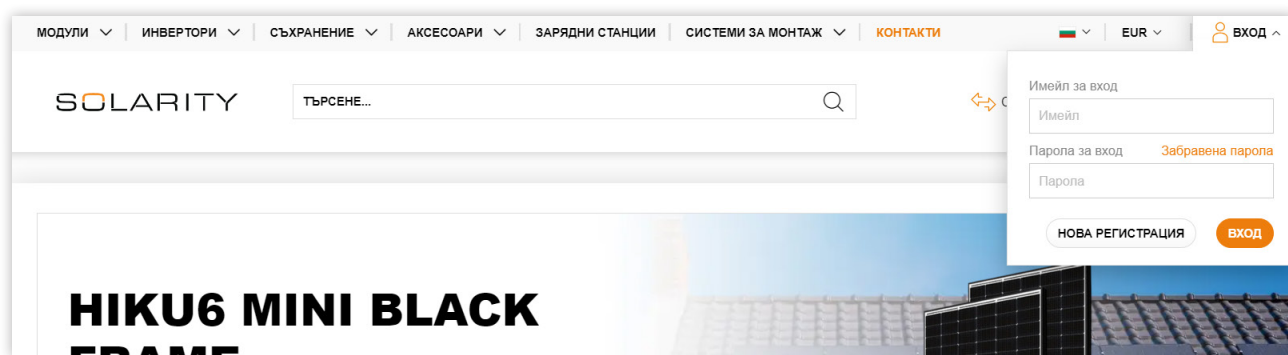 МОДУЛИ ИНВЕРТОРИ СЪХРАНЕНИЕ АКСЕСОАРИ ЗАРЯДНИ СТАНЦИИ СИСТЕМИ ЗА МОНТАЖ КОНТАКТИ EUR ВХОД
SOLARITY
ТЪРСЕНЕ...
Имейл за вход
Имейл
Парола за вход Забравена парола
Парола
НОВА РЕГИСТРАЦИЯ ВХОД
HIKU6 MINI BLACK
FRAME